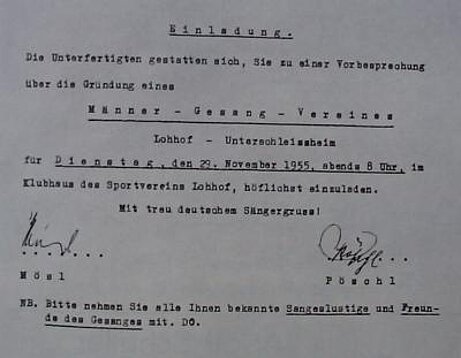 Einladung.
Die Unterfertigten gestatten sich, Sie zu einer Vorbesprechung
über die Gründung eines
Männer - Gesang - Vereines
Lohhof - Unterschleissheim
für Dienstag, den 29. November 1955, abends 8 Uhr, im
Klubhaus des Sportvereins Lohhof, höflichst einzuladen.
Mit treu deutschem Sängergruss!
Mösl Pöschl
NB. Bitte nehmen Sie alle Ihnen bekannte Sangeslustige und Freun-
de des Gesanges mit. DO.